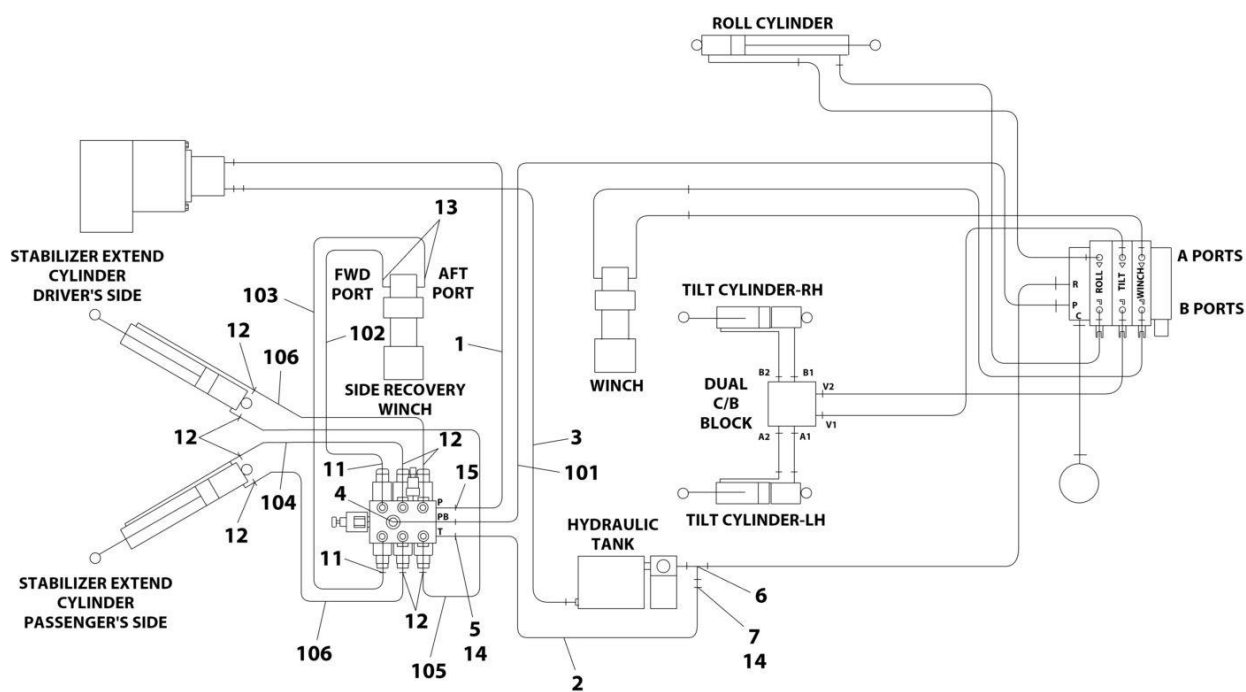 ROLL CYLINDER
STABILIZER EXTEND
CYLINDER
DRIVER'S SIDE
13
FWD
PORT
AFT
PORT
103
102
12
106
1
SIDE RECOVERY
WINCH
WINCH
TILT CYLINDER-RH
B2
B1
DUAL
C/B
BLOCK
V2
V1
A2
A1
TILT CYLINDER-LH
A PORTS
B PORTS
R
P
C
ROLL
TILT
WINCH
12
104
12
11
12
4
15
P
PB
T
3
101
11
12
STABILIZER EXTEND
CYLINDER
PASSENGER'S SIDE
106
105
5
14
2
HYDRAULIC
TANK
6
7
14